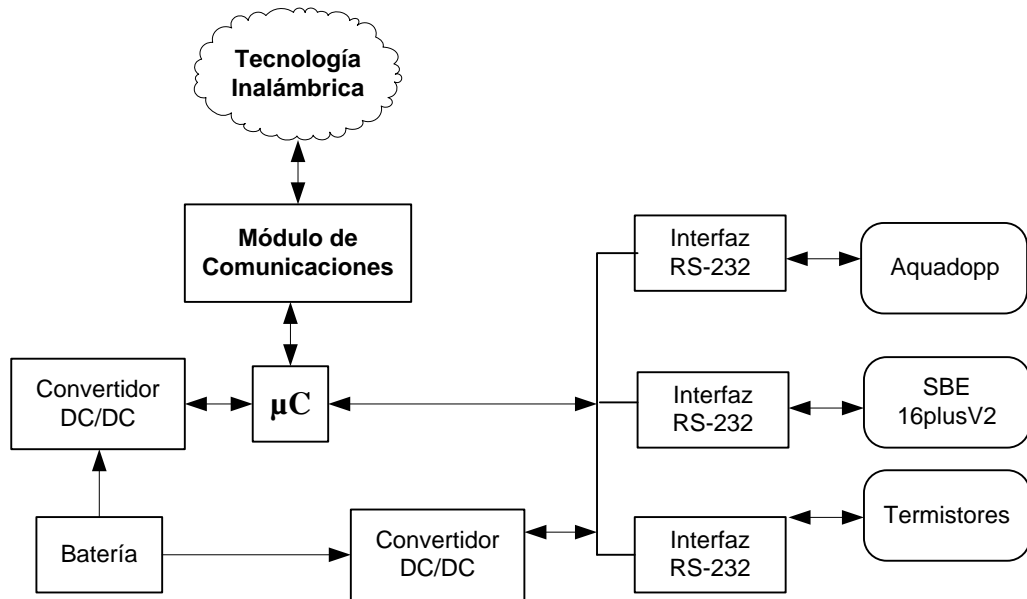 Tecnología
Inalámbrica
Módulo de
Comunicaciones
Interfaz
RS-232
Aquadopp
Convertidor
DC/DC
µC
Interfaz
RS-232
SBE
16plusV2
Batería
Convertidor
DC/DC
Interfaz
RS-232
Termistores